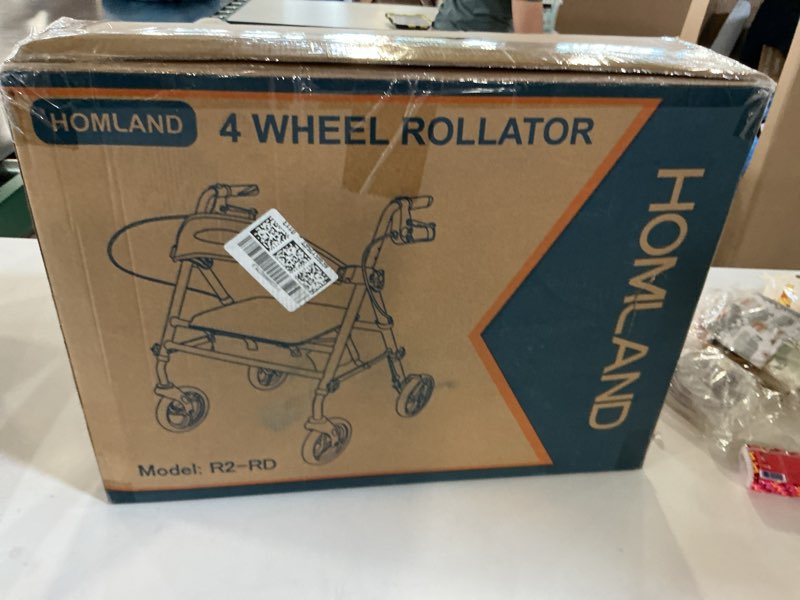 HOMLAND
4 WHEEL ROLLATOR
HOMLAND
Model: R2-RD